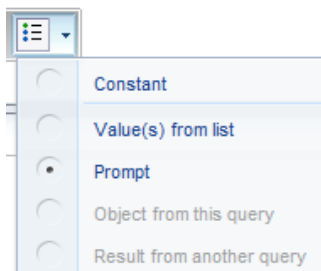 Constant
Value(s) from list
Prompt
Object from this query
Result from another query